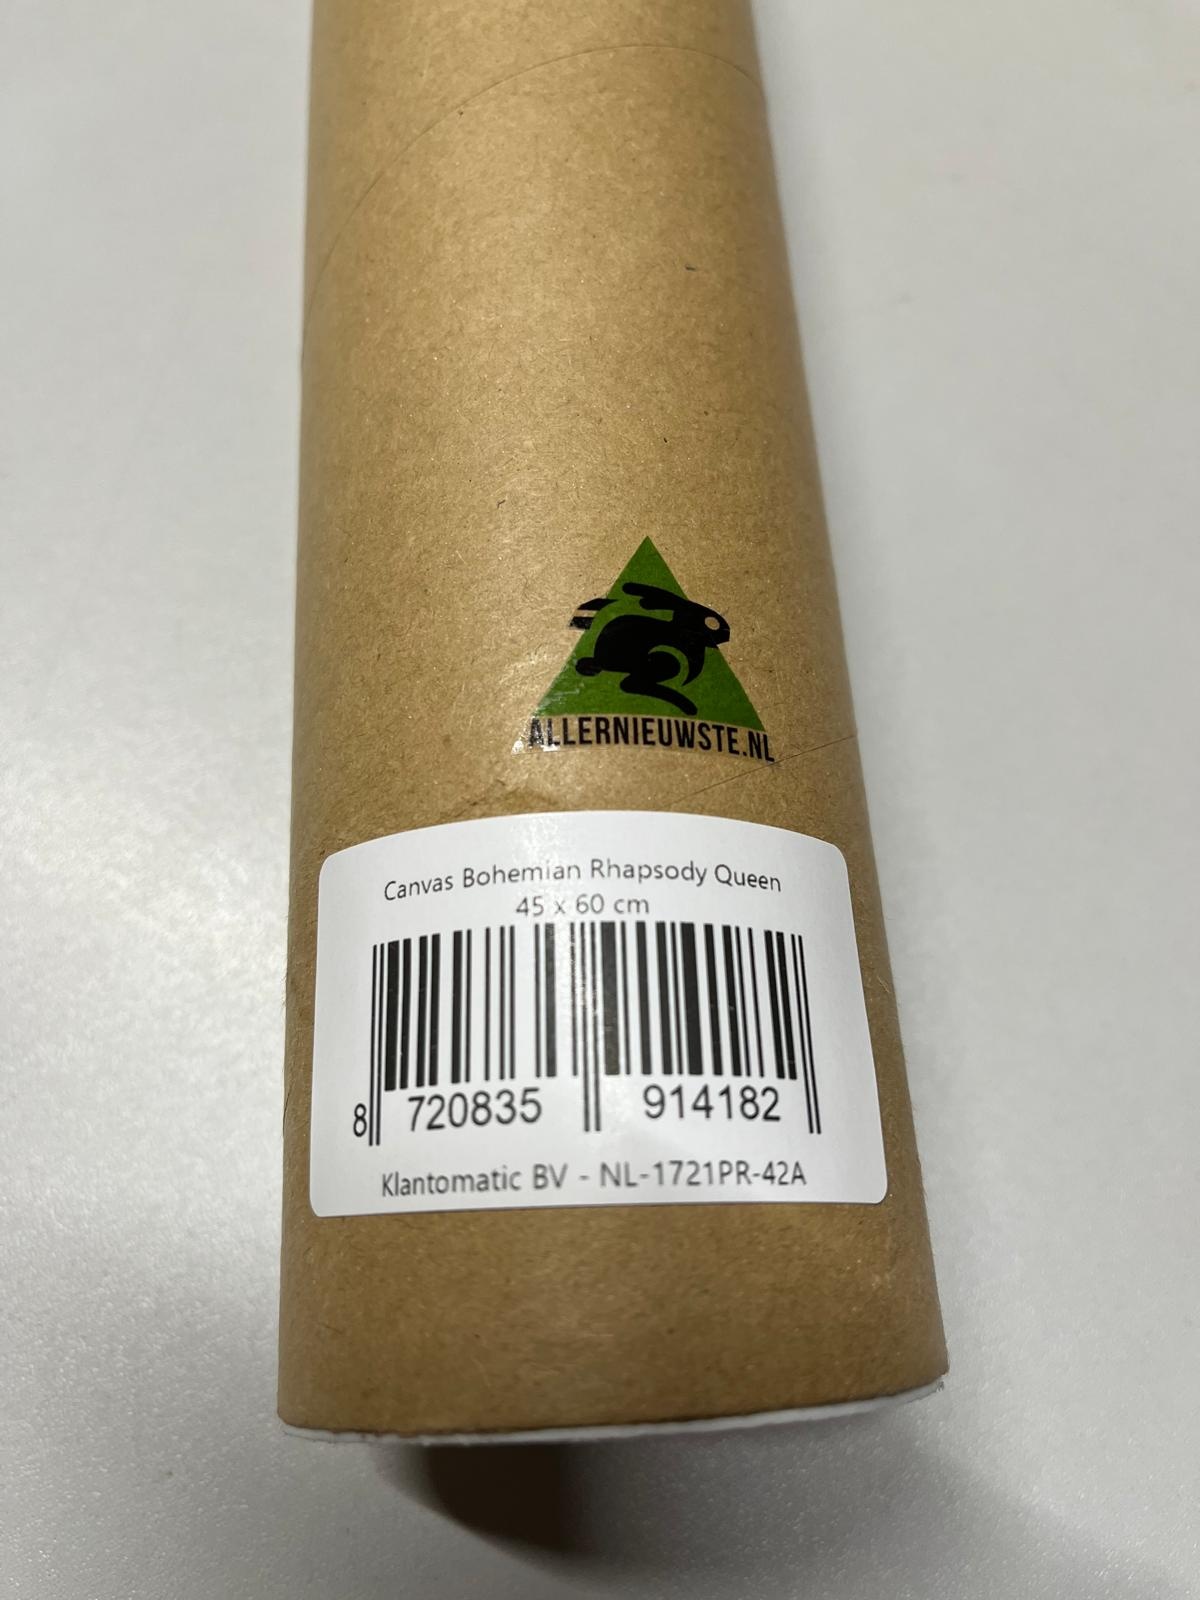 ALLERNIEUWSTE.NL
Canvas Bohemian Rhapsody Queen
45 x 60 cm
8 720835 914182
Klantomatic BV - NL-1721PR-42A